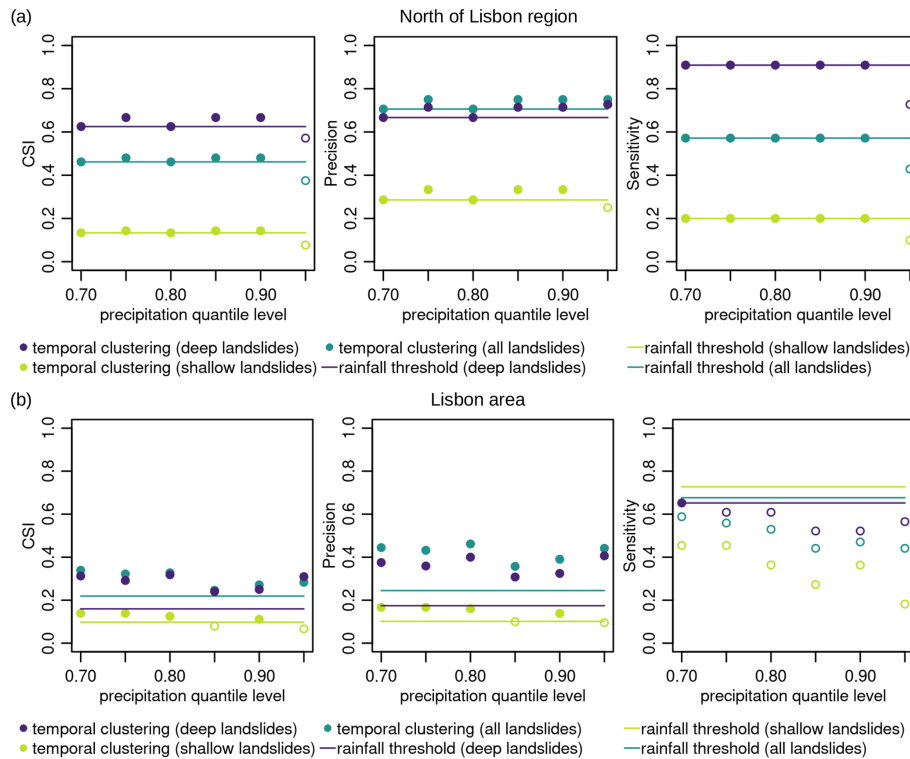 (a)
North of Lisbon region
CSI
0.0 0.2 0.4 0.6 0.8 1.0
0.70 0.80 0.90
precipitation quantile level
Precision
0.0 0.2 0.4 0.6 0.8 1.0
0.70 0.80 0.90
precipitation quantile level
Sensitivity
0.0 0.2 0.4 0.6 0.8 1.0
0.70 0.80 0.90
precipitation quantile level
temporal clustering (deep landslides)
temporal clustering (all landslides)
rainfall threshold (shallow landslides)
temporal clustering (shallow landslides)
rainfall threshold (deep landslides)
rainfall threshold (all landslides)
(b)
Lisbon area
CSI
0.0 0.2 0.4 0.6 0.8 1.0
0.70 0.80 0.90
precipitation quantile level
Precision
0.0 0.2 0.4 0.6 0.8 1.0
0.70 0.80 0.90
precipitation quantile level
Sensitivity
0.0 0.2 0.4 0.6 0.8 1.0
0.70 0.80 0.90
precipitation quantile level
temporal clustering (deep landslides)
temporal clustering (all landslides)
rainfall threshold (shallow landslides)
temporal clustering (shallow landslides)
rainfall threshold (deep landslides)
rainfall threshold (all landslides)